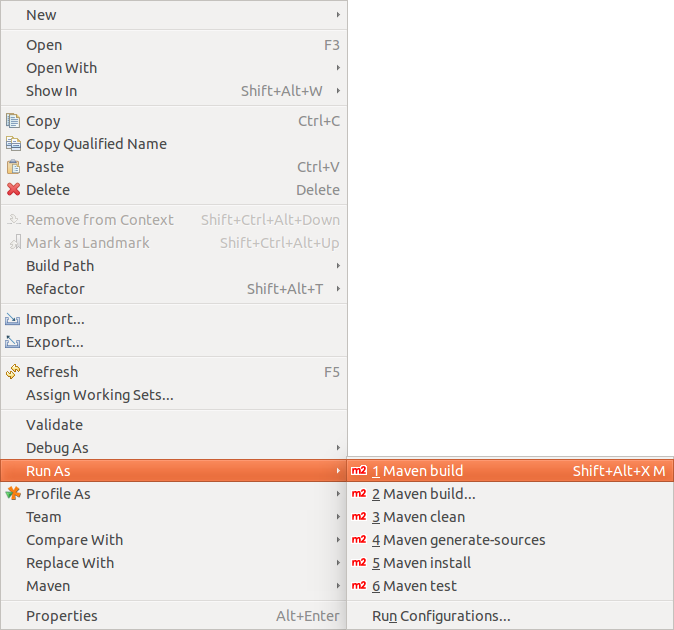 New
Open F3
Open With
Show In Shift+Alt+W
Copy Ctrl+C
Copy Qualified Name
Paste Ctrl+V
Delete Delete
Remove from Context Shift+Ctrl+Alt+Down
Mark as Landmark Shift+Ctrl+Alt+Up
Build Path
Refactor Shift+Alt+T
Import...
Export...
Refresh F5
Assign Working Sets...
Validate
Debug As
Run As
Profile As
Team
Compare With
Replace With
Maven
Properties Alt+Enter
m2 1 Maven build Shift+Alt+X M
m2 2 Maven build...
m2 3 Maven clean
m2 4 Maven generate-sources
m2 5 Maven install
m2 6 Maven test
Run Configurations...